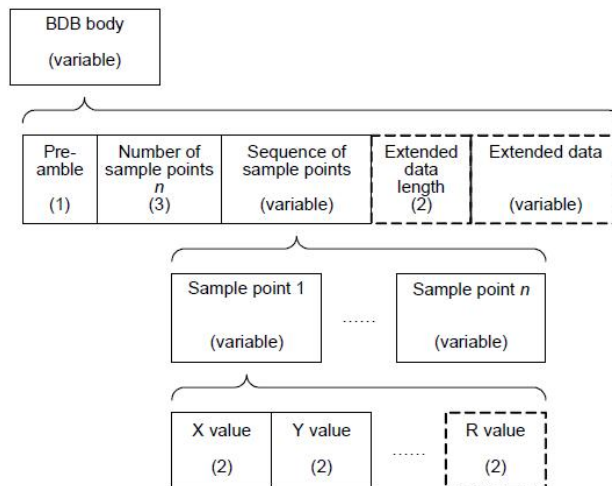 BDB body
(variable)
Pre-
amble
(1)
Number of
sample points
n
(3)
Sequence of
sample points
(variable)
Extended
data
length
(2)
Extended data
(variable)
Sample point 1
(variable)
......
Sample point n
(variable)
X value
(2)
Y value
(2)
......
R value
(2)